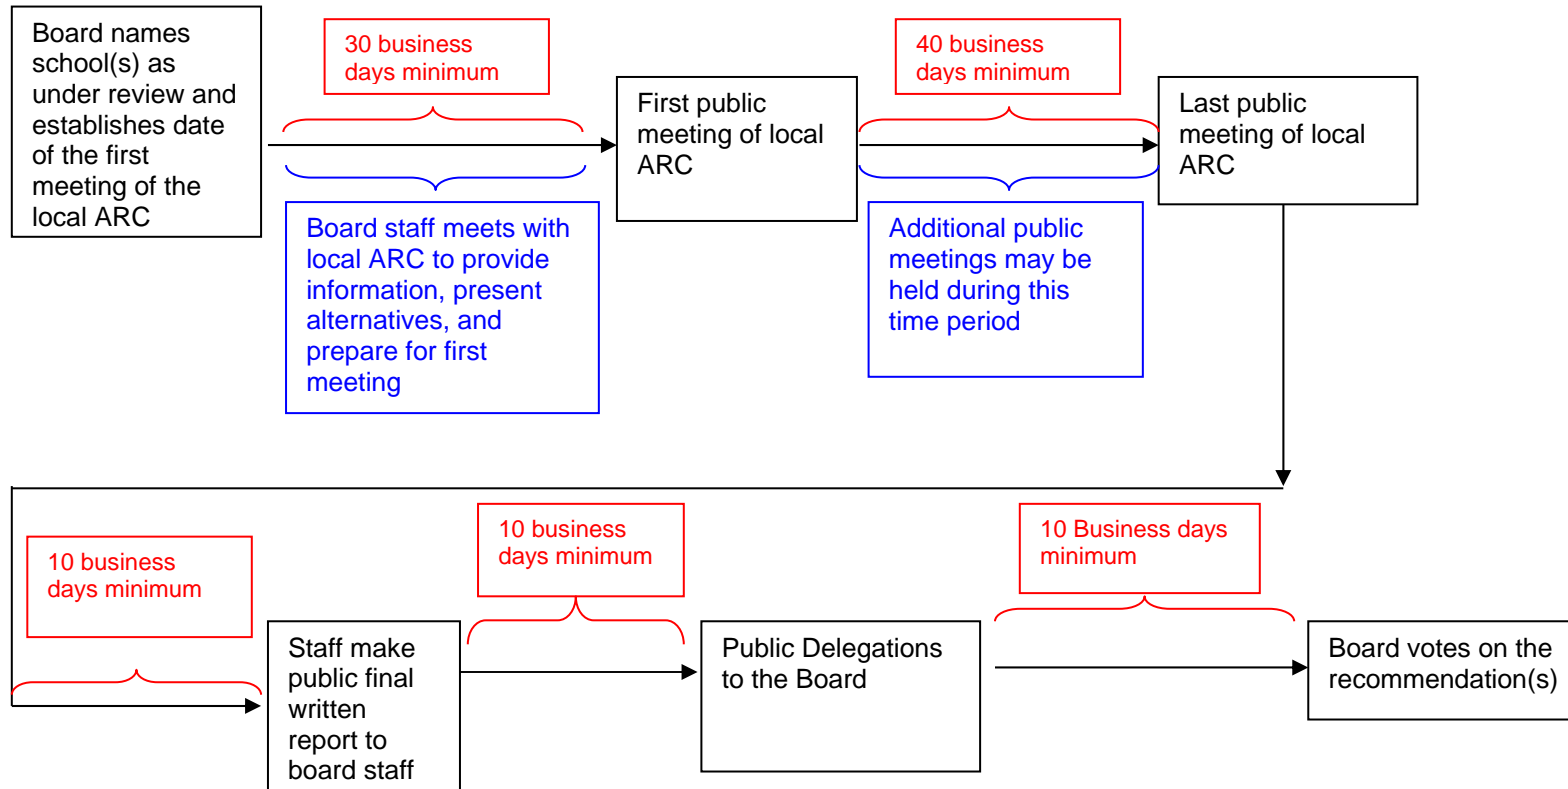 Board names
school(s) as
under review and
establishes date
of the first
meeting of the
local ARC
30 business
days minimum
Board staff meets with
local ARC to provide
information, present
alternatives, and
prepare for first
meeting
First public
meeting of local
ARC
40 business
days minimum
Additional public
meetings may be
held during this
time period
Last public
meeting of local
ARC
10 business
days minimum
Staff make
public final
written
report to
board staff
10 business
days minimum
Public Delegations
to the Board
10 Business days
minimum
Board votes on the
recommendation(s)